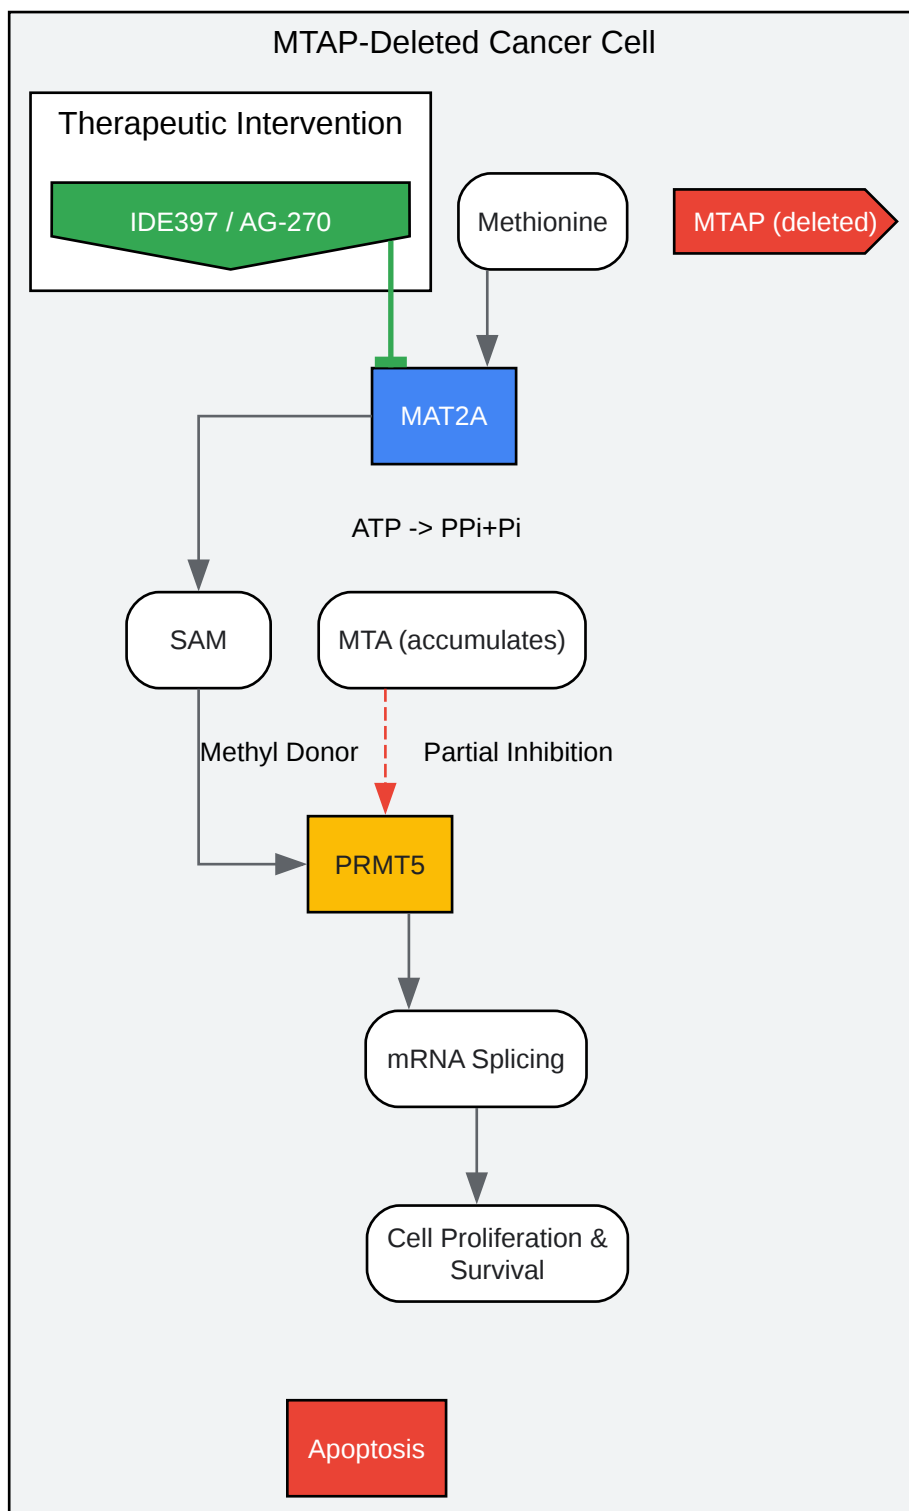 MTAP-Deleted Cancer Cell
Therapeutic Intervention
IDE397 / AG-270
Methionine
MTAP (deleted)
MAT2A
ATP -> PPi+Pi
SAM
MTA (accumulates)
Methyl Donor
Partial Inhibition
PRMT5
mRNA Splicing
Cell Proliferation &
Survival
Apoptosis